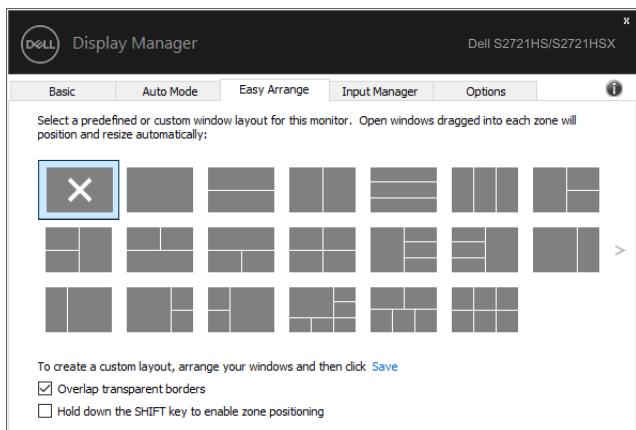 x
DELL Display Manager Dell S2721HS/S2721HSX
Basic Auto Mode Easy Arrange Input Manager Options i
Select a predefined or custom window layout for this monitor. Open windows dragged into each zone will
position and resize automatically:
>
To create a custom layout, arrange your windows and then click Save
Overlap transparent borders
Hold down the SHIFT key to enable zone positioning